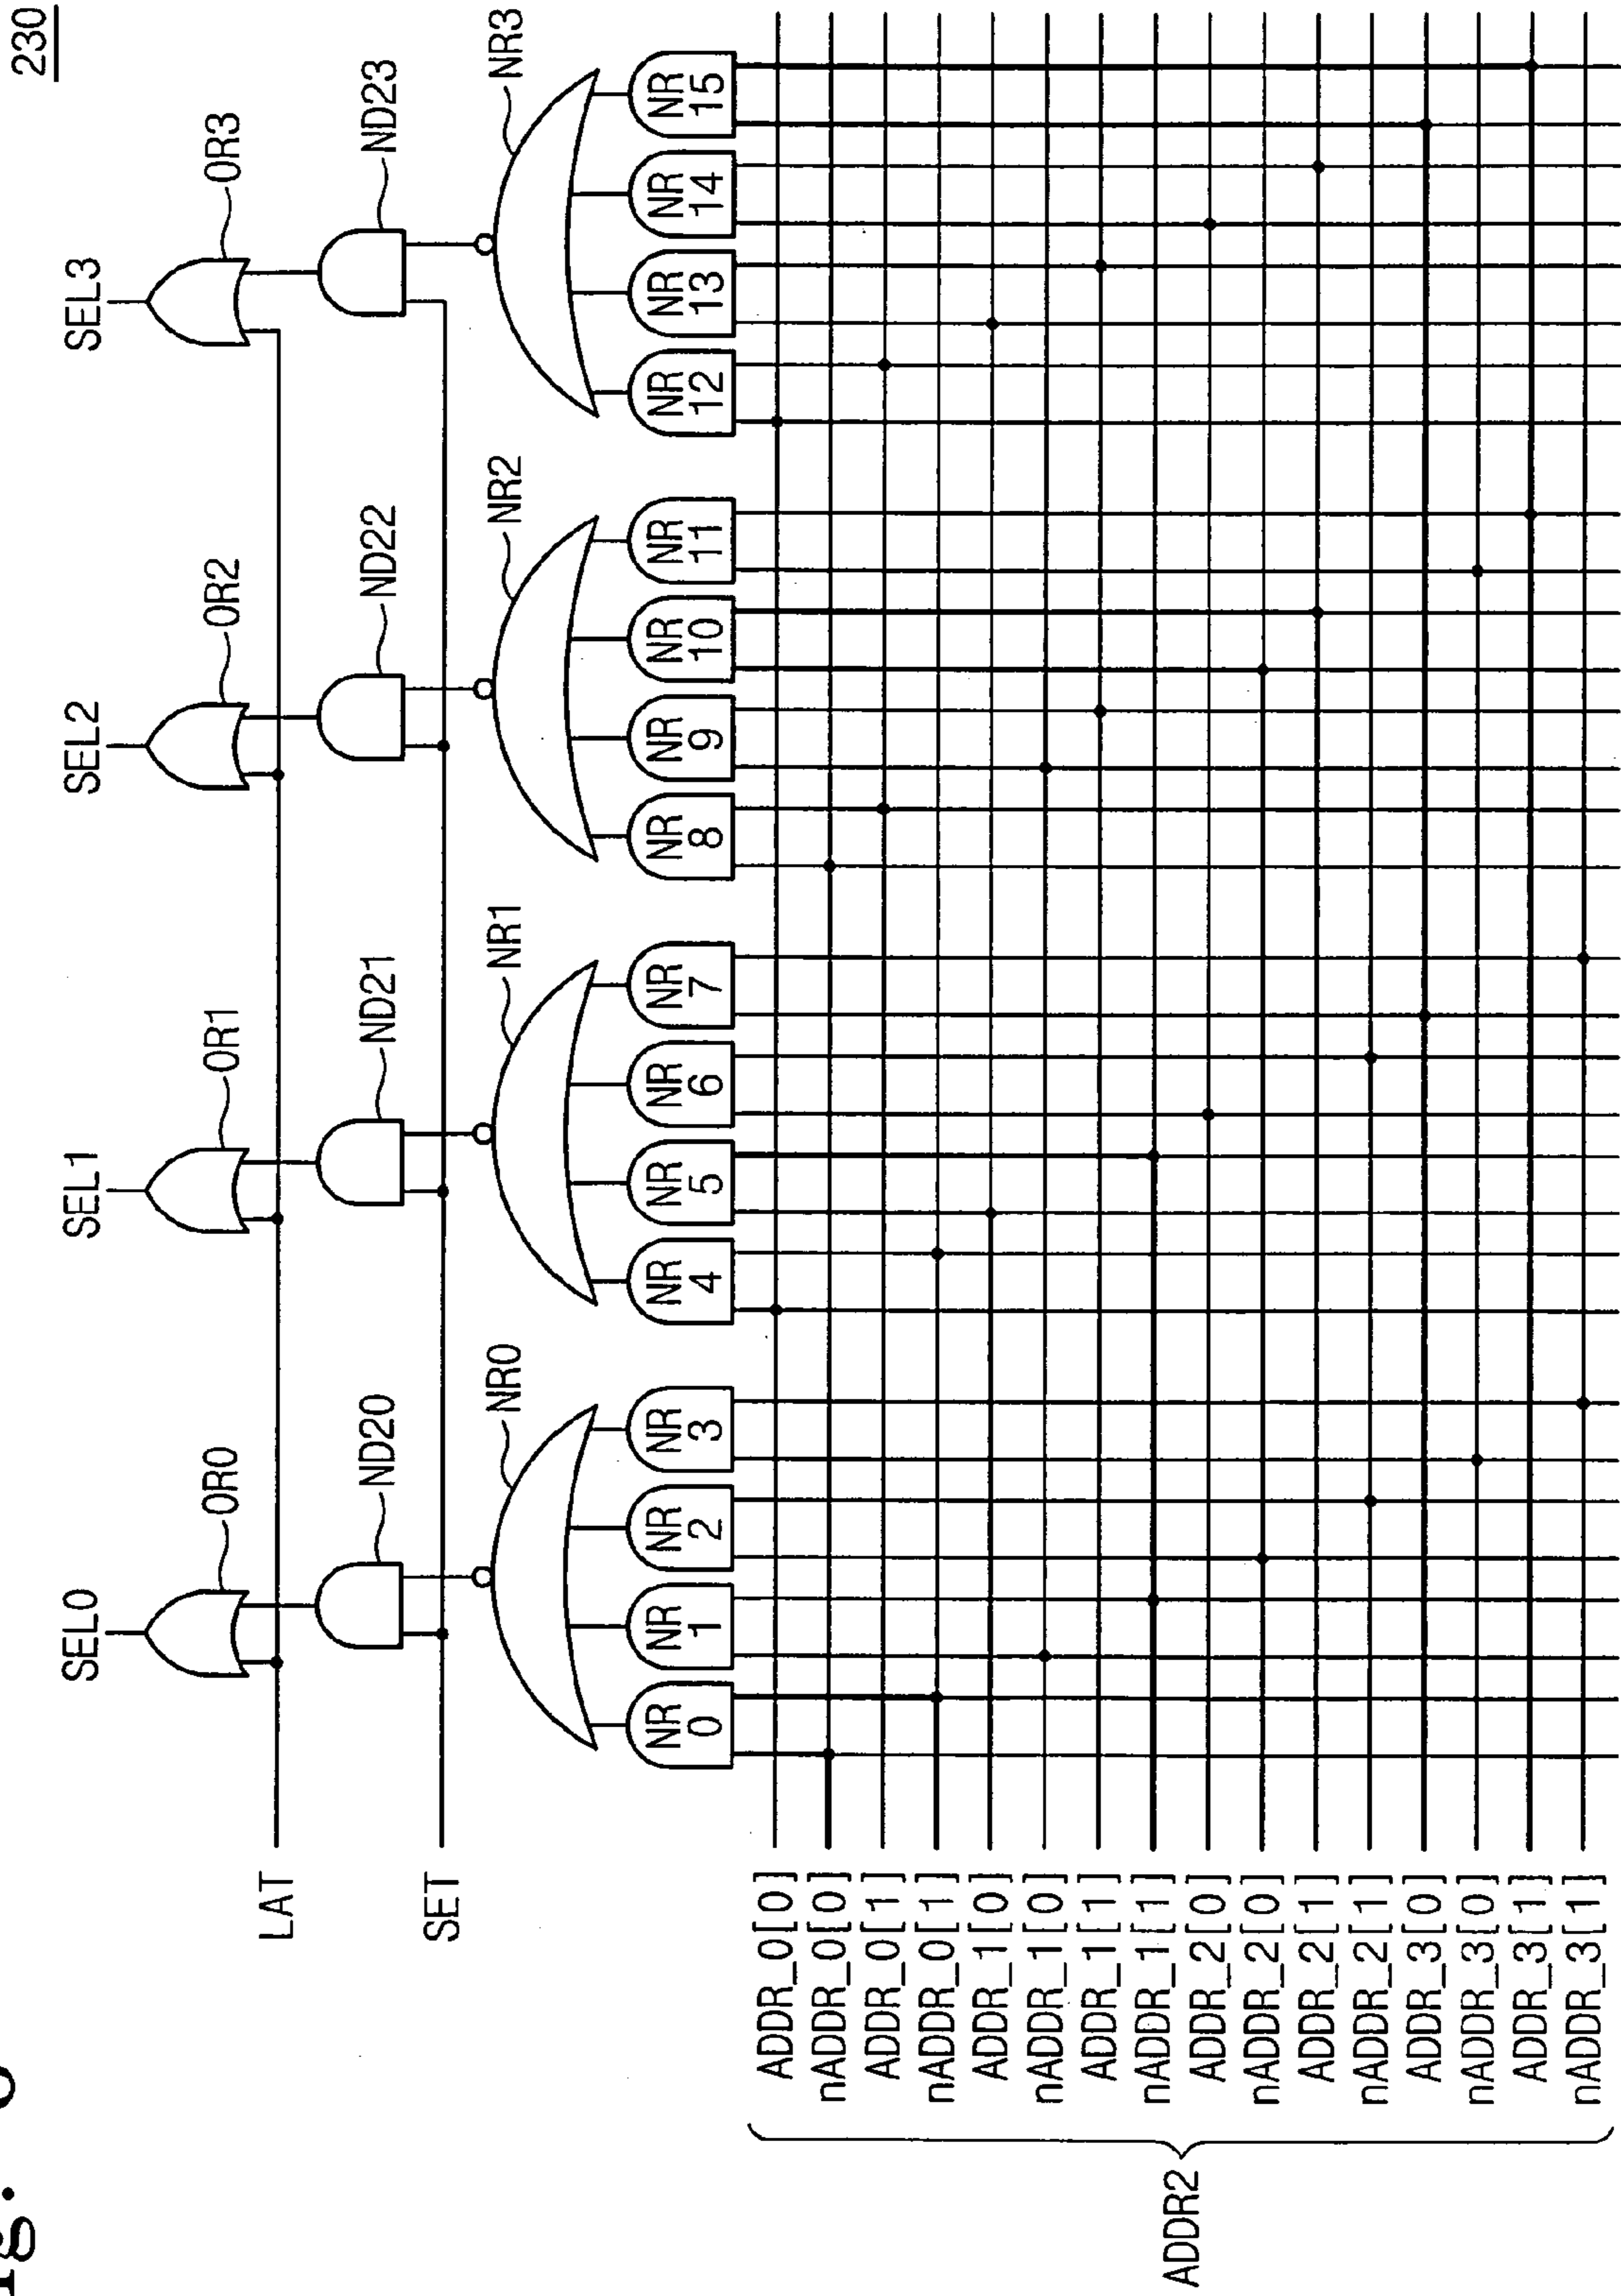 230
SEL0
SEL1
SEL2
SEL3
OR0
OR1
OR2
OR3
LAT
ND20
ND21
ND22
ND23
SET
NR0
NR1
NR2
NR3
NR
0
NR
1
NR
2
NR
3
NR
4
NR
5
NR
6
NR
7
NR
8
NR
9
NR
10
NR
11
NR
12
NR
13
NR
14
NR
15
ADDR2
ADDR_0[0]
nADDR_0[0]
ADDR_0[1]
nADDR_0[1]
ADDR_1[0]
nADDR_1[0]
ADDR_1[1]
nADDR_1[1]
ADDR_2[0]
nADDR_2[0]
ADDR_2[1]
nADDR_2[1]
ADDR_3[0]
nADDR_3[0]
ADDR_3[1]
nADDR_3[1]